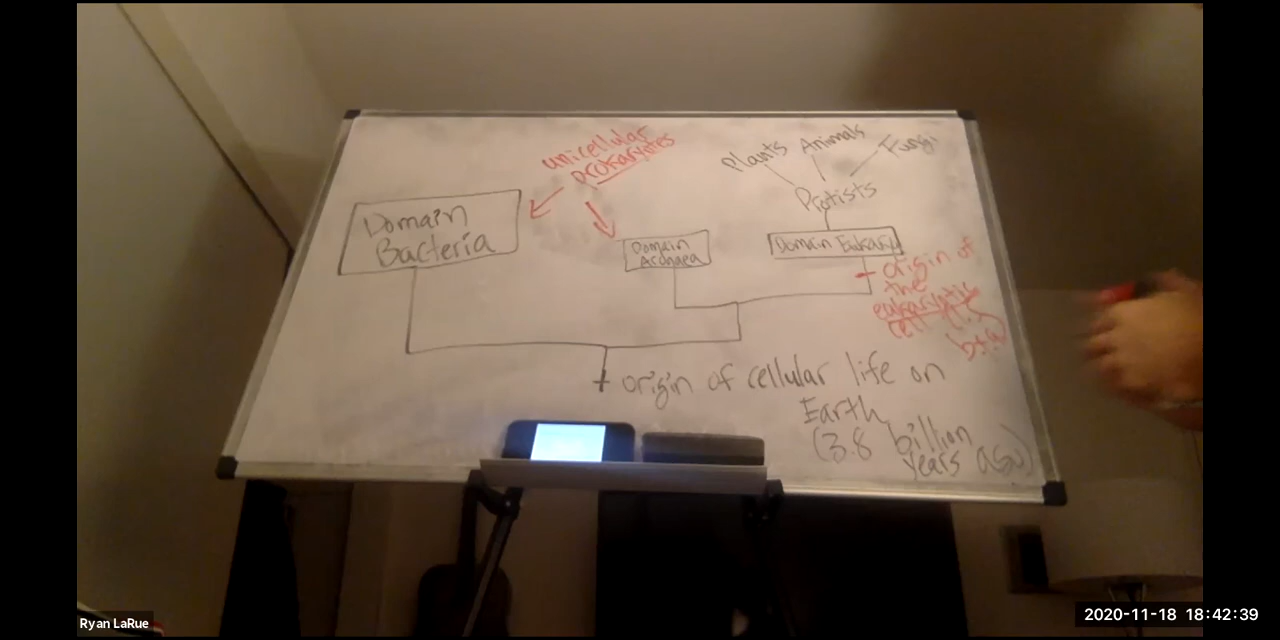 unicellular
prokaryotes
Plants Animals Fungi
Protists
Domain
Bacteria
Domain
Archaea
Domain Eukarya
origin of
the
eukaryotic
cell
origin of cellular life on
Earth
(3.8 billion
years ago)
Ryan LaRue
2020-11-18 18:42:39